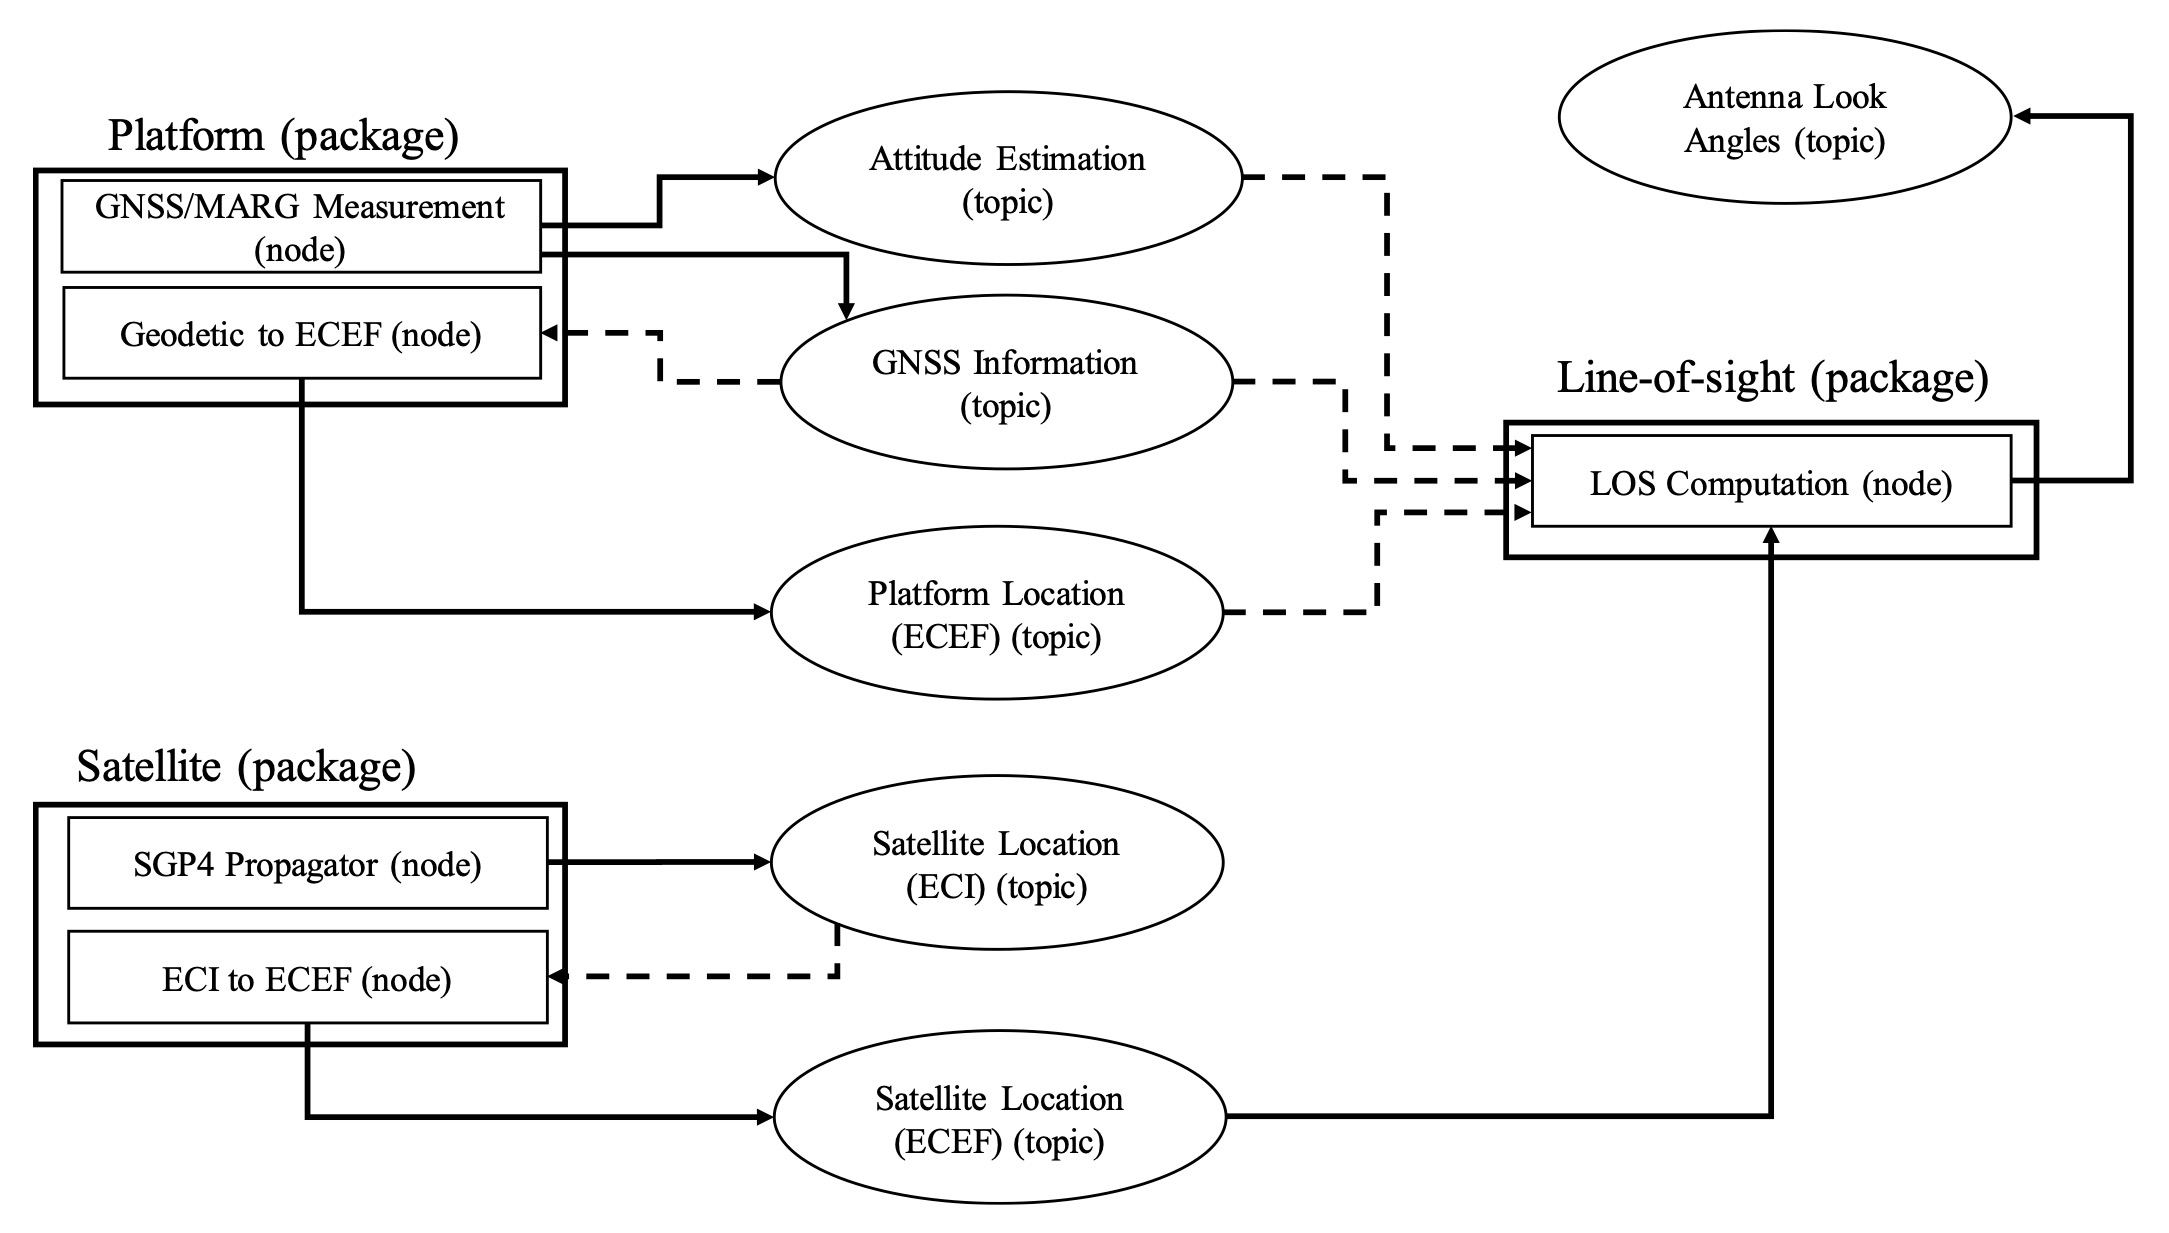 Platform (package)
GNSS/MARG Measurement
(node)
Geodetic to ECEF (node)
Attitude Estimation
(topic)
GNSS Information
(topic)
Platform Location
(ECEF) (topic)
Antenna Look
Angles (topic)
Line-of-sight (package)
LOS Computation (node)
Satellite (package)
SGP4 Propagator (node)
ECI to ECEF (node)
Satellite Location
(ECI) (topic)
Satellite Location
(ECEF) (topic)